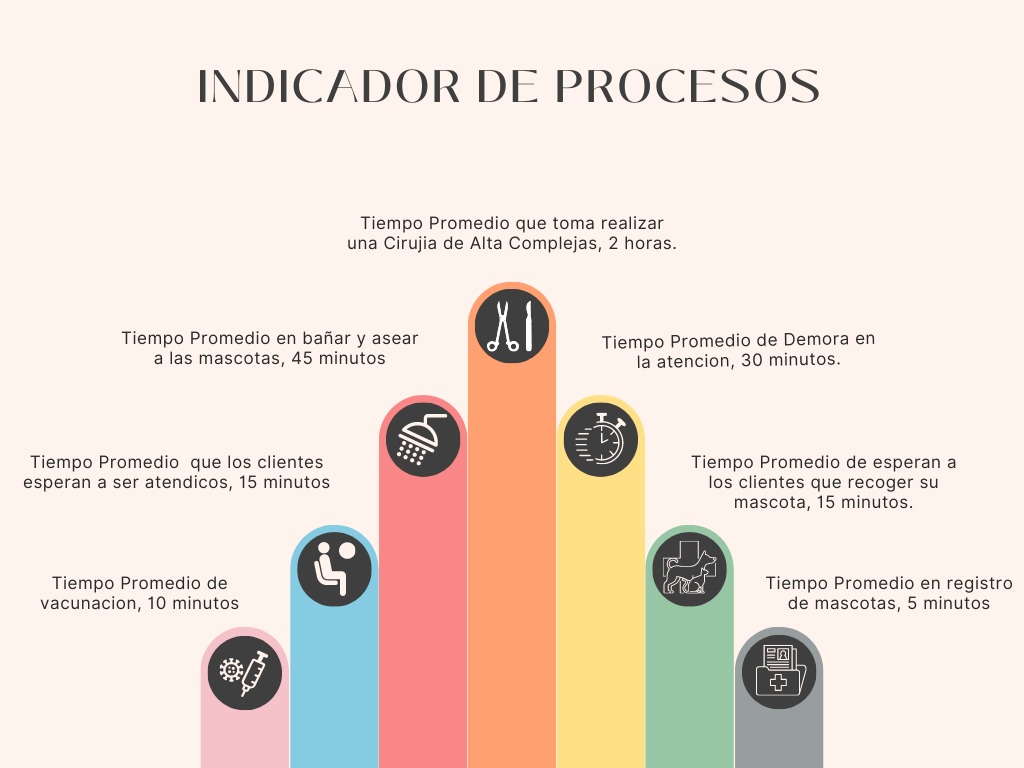 INDICADOR DE PROCESOS
Tiempo Promedio que toma realizar
una Cirujia de Alta Complejas, 2 horas.
Tiempo Promedio en bañar y asear
a las mascotas, 45 minutos
Tiempo Promedio de Demora en
la atencion, 30 minutos.
Tiempo Promedio  que los clientes
esperan a ser atendicos, 15 minutos
Tiempo Promedio de esperan a
los clientes que recoger su
mascota, 15 minutos.
Tiempo Promedio de
vacunacion, 10 minutos
Tiempo Promedio en registro
de mascotas, 5 minutos